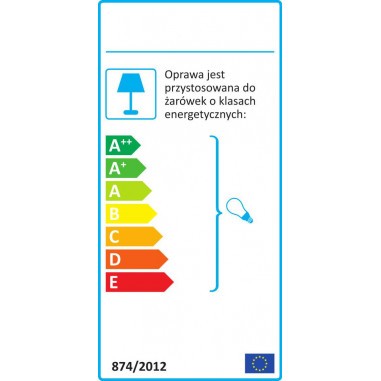 Oprawa jest
przystosowana do
żarówek o klasach
energetycznych:
A++
A+
A
B
C
D
E
874/2012